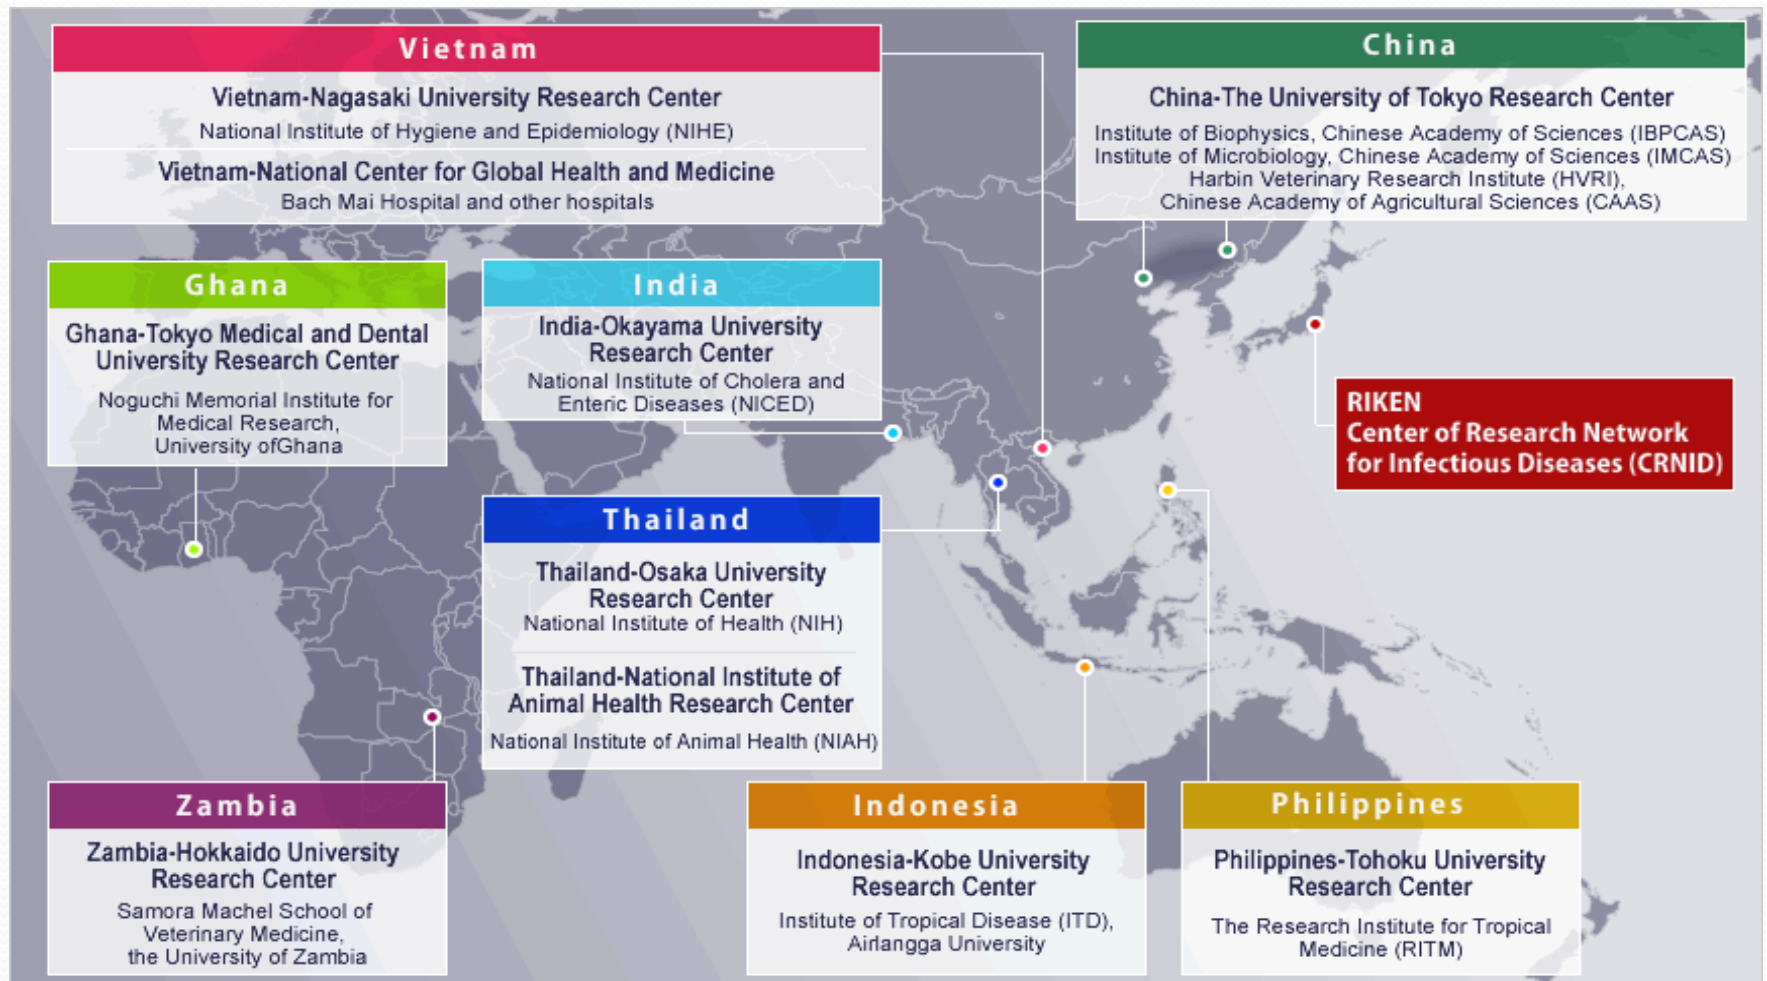 Vietnam
Vietnam-Nagasaki University Research Center
National Institute of Hygiene and Epidemiology (NIHE)
Vietnam-National Center for Global Health and Medicine
Bach Mai Hospital and other hospitals
China
China-The University of Tokyo Research Center
Institute of Biophysics, Chinese Academy of Sciences (IBPCAS)
Institute of Microbiology, Chinese Academy of Sciences (IMCAS)
Harbin Veterinary Research Institute (HVRI),
Chinese Academy of Agricultural Sciences (CAAS)
Ghana
Ghana-Tokyo Medical and Dental
University Research Center
Noguchi Memorial Institute for
Medical Research,
University ofGhana
India
India-Okayama University
Research Center
National Institute of Cholera and
Enteric Diseases (NICED)
RIKEN
Center of Research Network
for Infectious Diseases (CRNID)
Thailand
Thailand-Osaka University
Research Center
National Institute of Health (NIH)
Thailand-National Institute of
Animal Health Research Center
National Institute of Animal Health (NIAH)
Zambia
Zambia-Hokkaido University
Research Center
Samora Machel School of
Veterinary Medicine,
the University of Zambia
Indonesia
Indonesia-Kobe University
Research Center
Institute of Tropical Disease (ITD),
Airlangga University
Philippines
Philippines-Tohoku University
Research Center
The Research Institute for Tropical
Medicine (RITM)